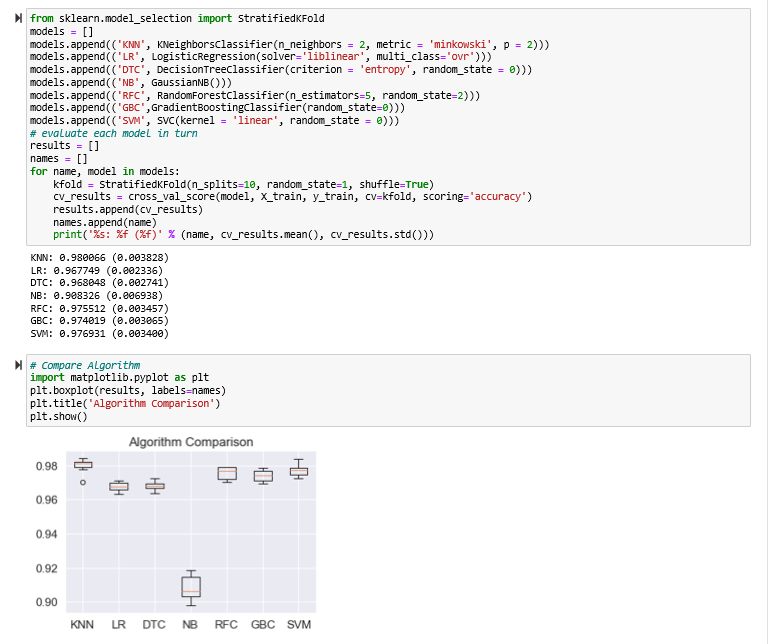 from sklearn.model_selection import StratifiedKFold
models = []
models.append(('KNN', KNeighborsClassifier(n_neighbors = 2, metric = 'minkowski', p = 2)))
models.append(('LR', LogisticRegression(solver='liblinear', multi_class='ovr')))
models.append(('DTC', DecisionTreeClassifier(criterion = 'entropy', random_state = 0)))
models.append(('NB', GaussianNB()))
models.append(('RFC', RandomForestClassifier(n_estimators=5, random_state=2)))
models.append(('GBC',GradientBoostingClassifier(random_state=0)))
models.append(('SVM', SVC(kernel = 'linear', random_state = 0)))
# evaluate each model in turn
results = []
names = []
for name, model in models:
    kfold = StratifiedKFold(n_splits=10, random_state=1, shuffle=True)
    cv_results = cross_val_score(model, X_train, y_train, cv=kfold, scoring='accuracy')
    results.append(cv_results)
    names.append(name)
    print('%s: %f (%f)' % (name, cv_results.mean(), cv_results.std()))
KNN: 0.980066 (0.003828)
LR: 0.967749 (0.002336)
DTC: 0.968048 (0.002741)
NB: 0.908326 (0.006938)
RFC: 0.975512 (0.003457)
GBC: 0.974019 (0.003065)
SVM: 0.976931 (0.003400)
# Compare Algorithm
import matplotlib.pyplot as plt
plt.boxplot(results, labels=names)
plt.title('Algorithm Comparison')
plt.show()
Algorithm Comparison
0.98
0.96
0.94
0.92
0.90
KNN LR DTC NB RFC GBC SVM